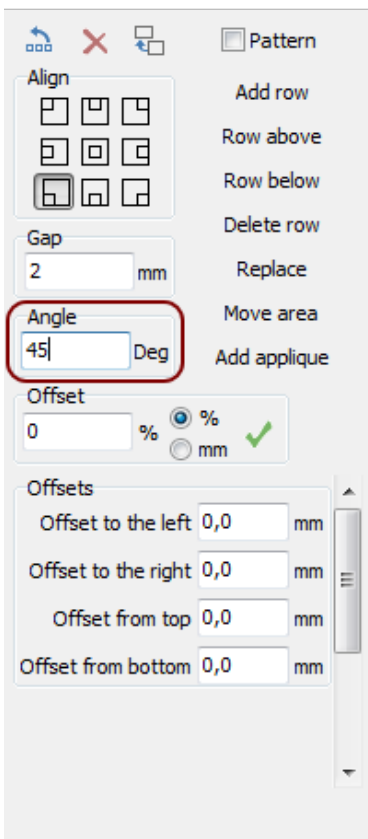 Pattern
Align
Add row
Row above
Row below
Delete row
Gap
2 mm
Replace
Angle
Move area
45 Deg
Add applique
Offset
0 %
%
mm
Offsets
Offset to the left 0,0 mm
Offset to the right 0,0 mm
Offset from top 0,0 mm
Offset from bottom 0,0 mm